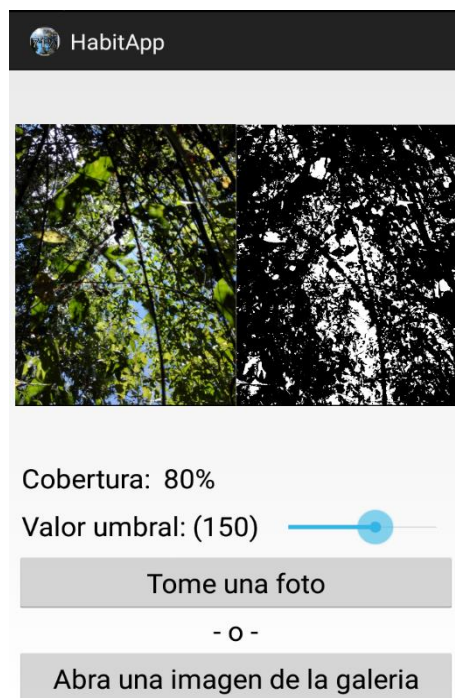 HabitApp
Cobertura: 80%
Valor umbral: (150)
Tome una foto
- o -
Abra una imagen de la galeria